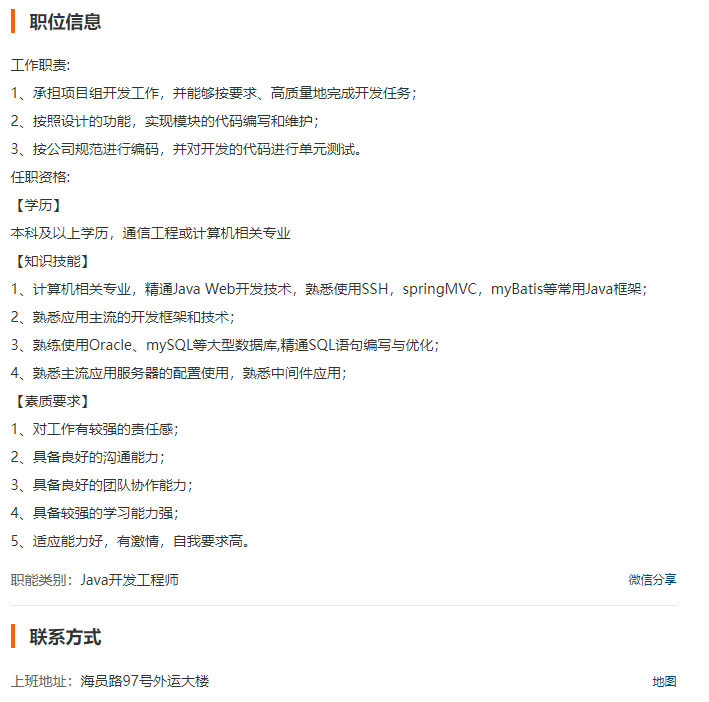 职位信息
工作职责:
1、承担项目组开发工作，并能够按要求、高质量地完成开发任务；
2、按照设计的功能，实现模块的代码编写和维护；
3、按公司规范进行编码，并对开发的代码进行单元测试。
任职资格:
【学历】
本科及以上学历，通信工程或计算机相关专业
【知识技能】
1、计算机相关专业，精通Java Web开发技术，熟悉使用SSH，springMVC，myBatis等常用Java框架；
2、熟悉应用主流的开发框架和技术；
3、熟练使用Oracle、mySQL等大型数据库,精通SQL语句编写与优化；
4、熟悉主流应用服务器的配置使用，熟悉中间件应用；
【素质要求】
1、对工作有较强的责任感；
2、具备良好的沟通能力；
3、具备良好的团队协作能力；
4、具备较强的学习能力强；
5、适应能力好，有激情，自我要求高。
职能类别：Java开发工程师 微信分享
联系方式
上班地址：海员路97号外运大楼 地图